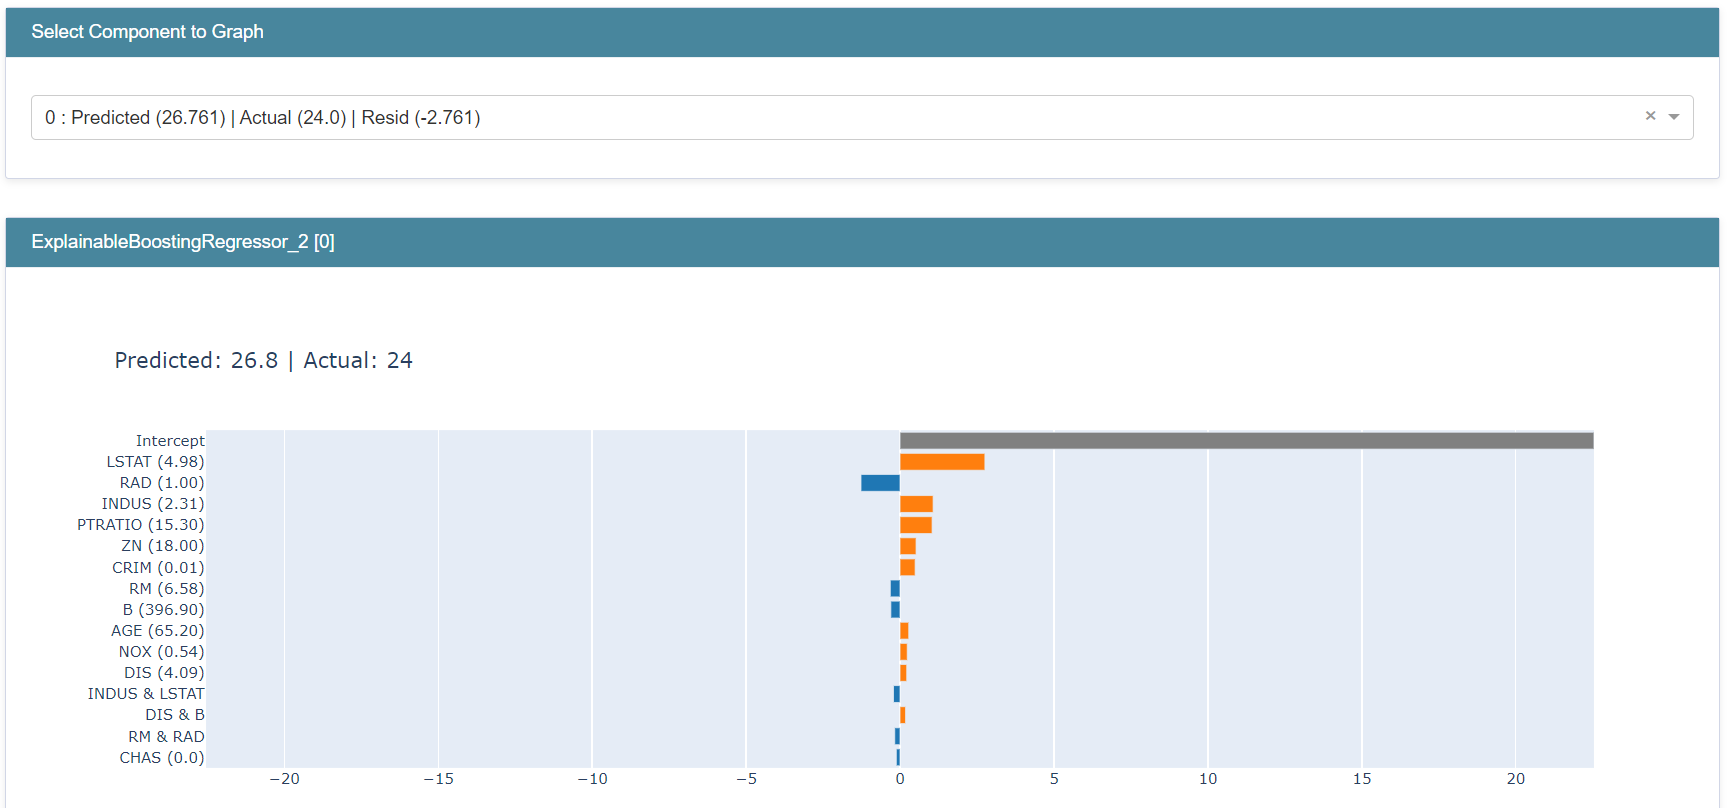 Select Component to Graph
0 : Predicted (26.761) | Actual (24.0) | Resid (-2.761)
ExplainableBoostingRegressor_2 [0]
Predicted: 26.8 | Actual: 24
Intercept
LSTAT (4.98)
RAD (1.00)
INDUS (2.31)
PTRATIO (15.30)
ZN (18.00)
CRIM (0.01)
RM (6.58)
B (396.90)
AGE (65.20)
NOX (0.54)
DIS (4.09)
INDUS & LSTAT
DIS & B
RM & RAD
CHAS (0.0)
−20 −15 −10 −5 0 5 10 15 20